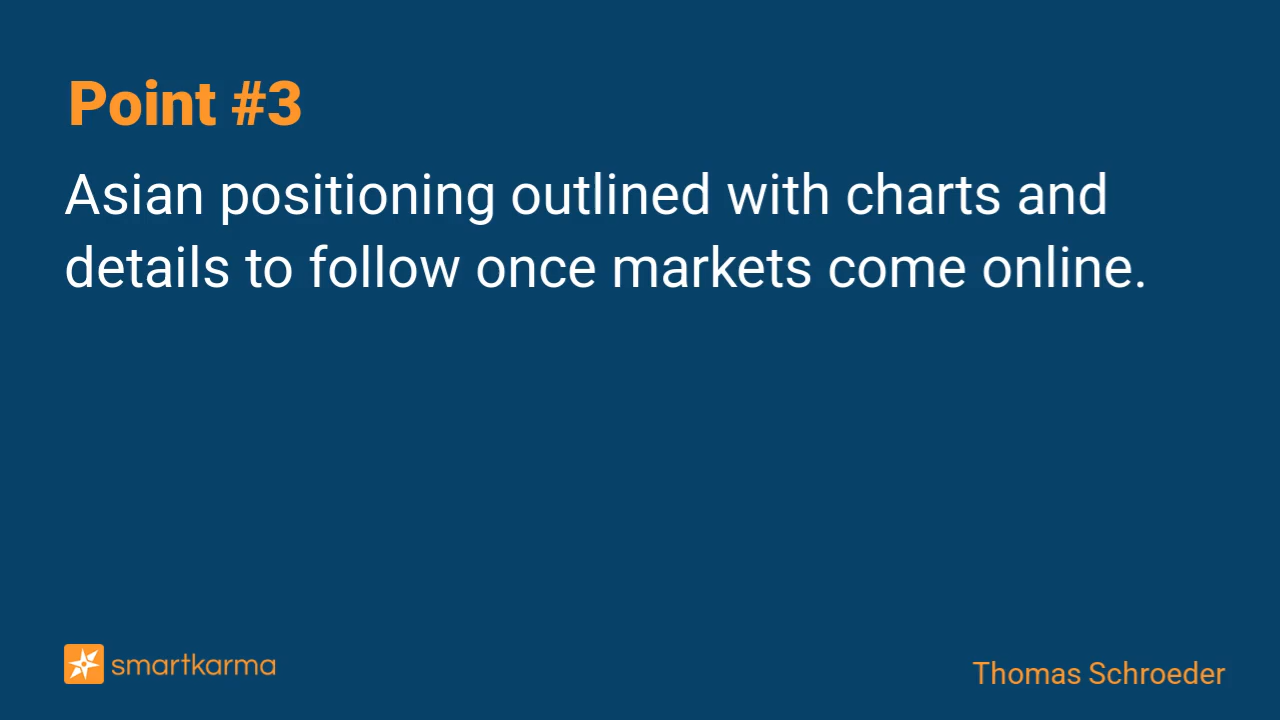 Point #3
Asian positioning outlined with charts and
details to follow once markets come online.
smartkarma
Thomas Schroeder